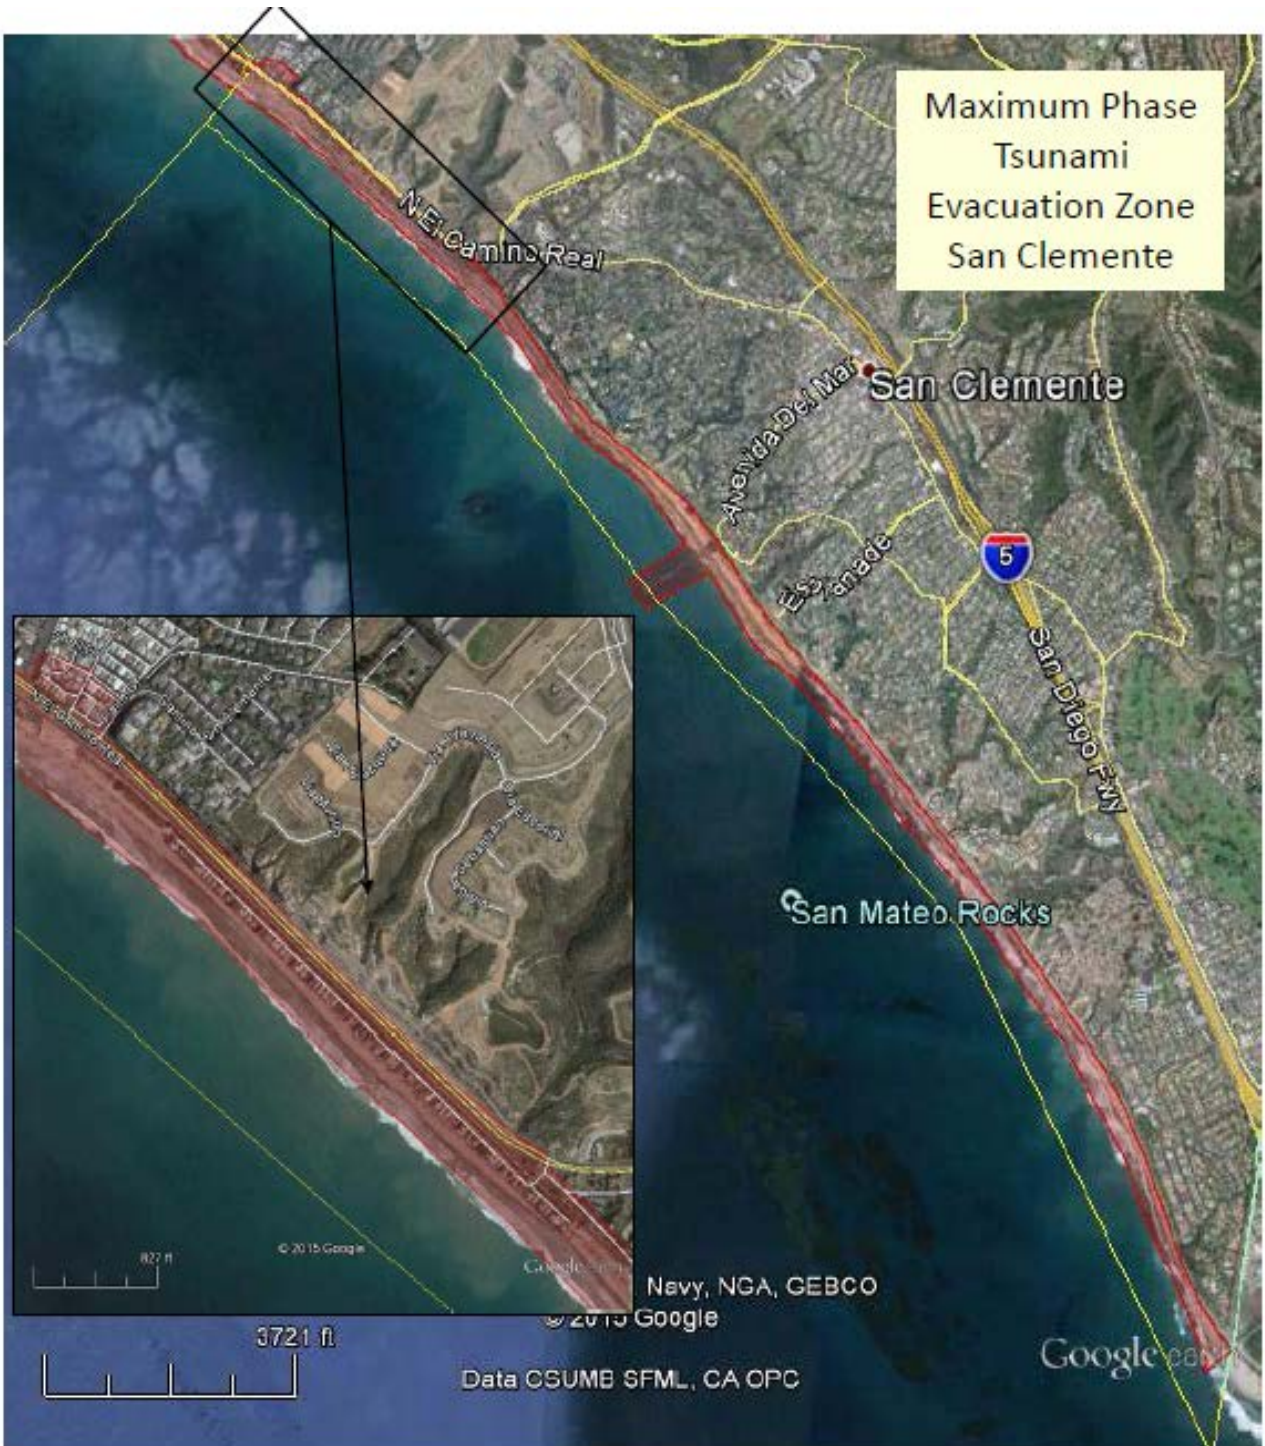 Maximum Phase
Tsunami
Evacuation Zone
San Clemente
N El Camino Real
Avenida Del Mar
San Clemente
5
San Diego Fwy
San Mateo Rocks
827 ft
© 2015 Google
Google
Navy, NGA, GEBCO
© 2015 Google
3721 ft
Data CSUMB SFML, CA OPC
Google earth